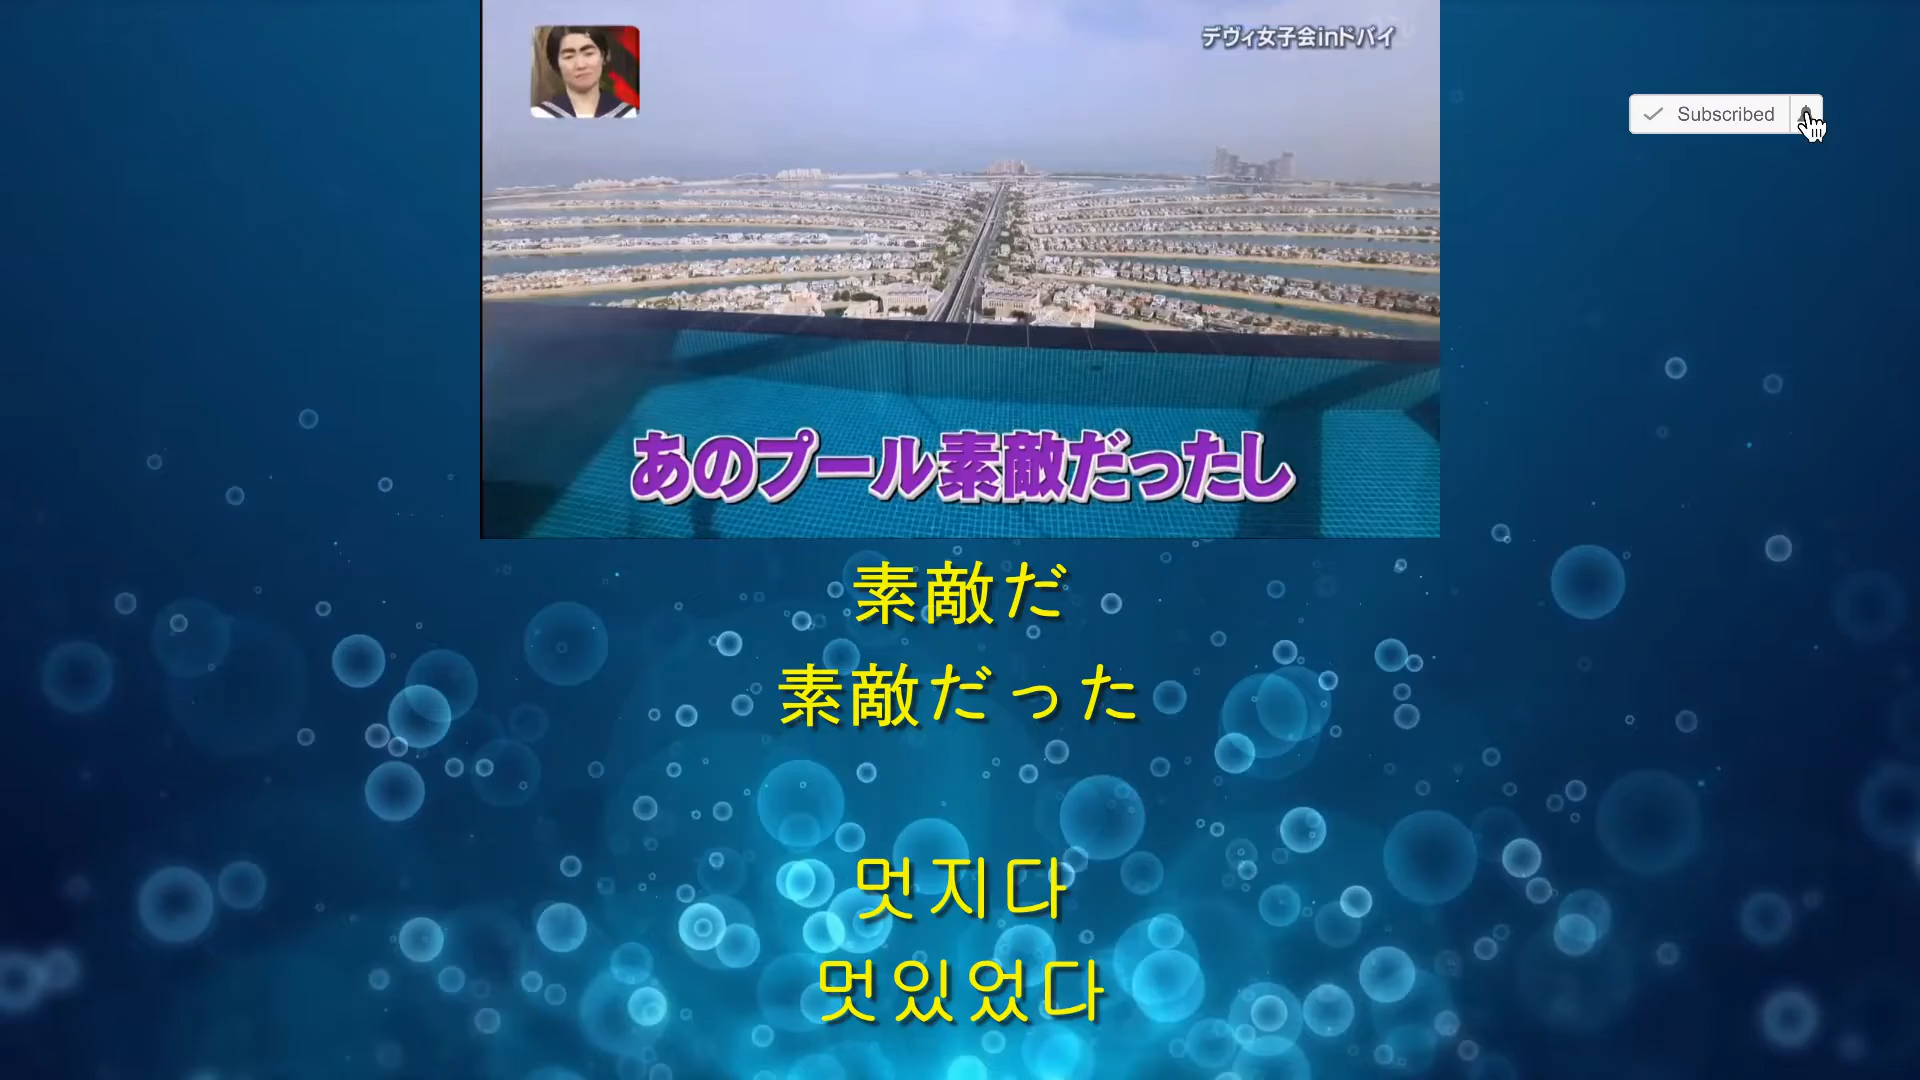 デヴィ女子会inドバイ
Subscribed
あのプール素敵だったし
素敵だ
素敵だった
멋지다
멋있었다